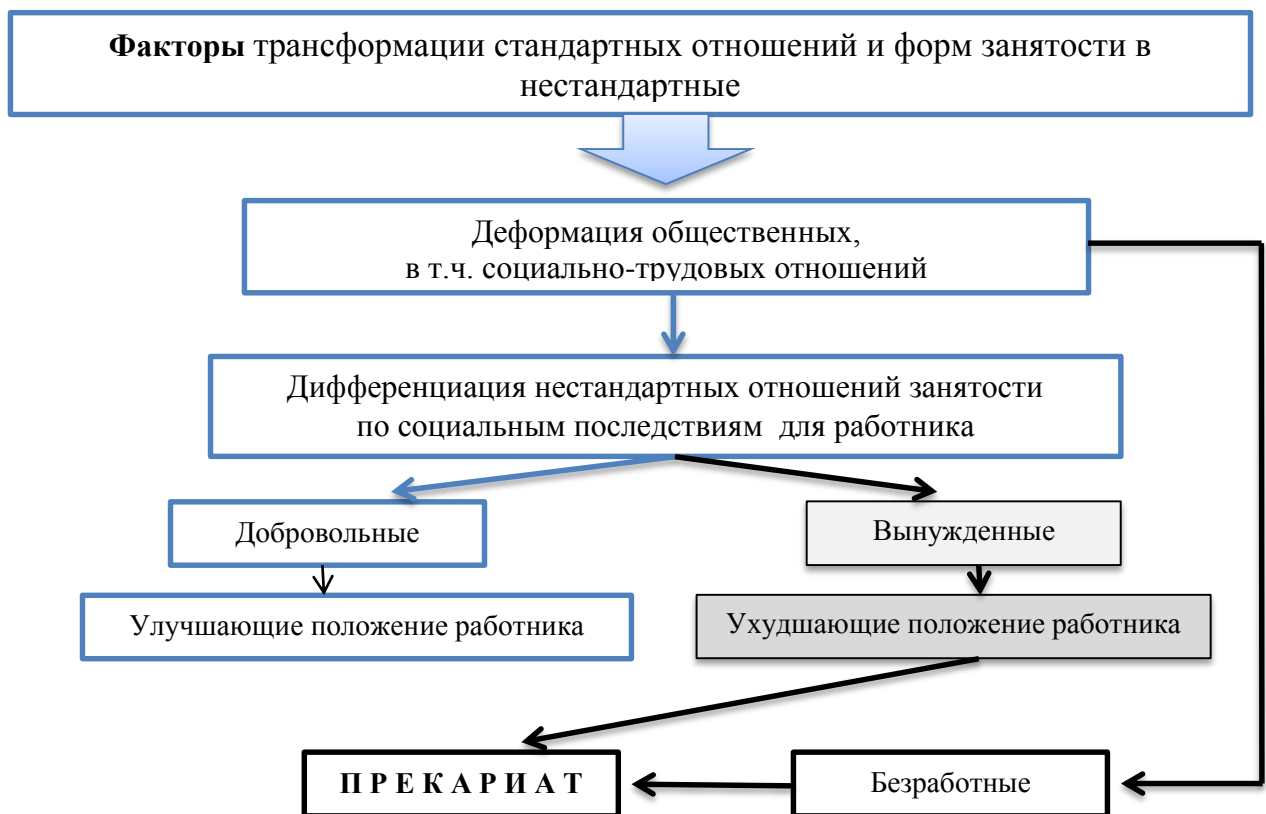 Факторы трансформации стандартных отношений и форм занятости в
нестандартные
Деформация общественных,
в т.ч. социально-трудовых отношений
Дифференциация нестандартных отношений занятости
по социальным последствиям для работника
Добровольные
Вынужденные
Улучшающие положение работника
Ухудшающие положение работника
П Р Е К А Р И А Т
Безработные